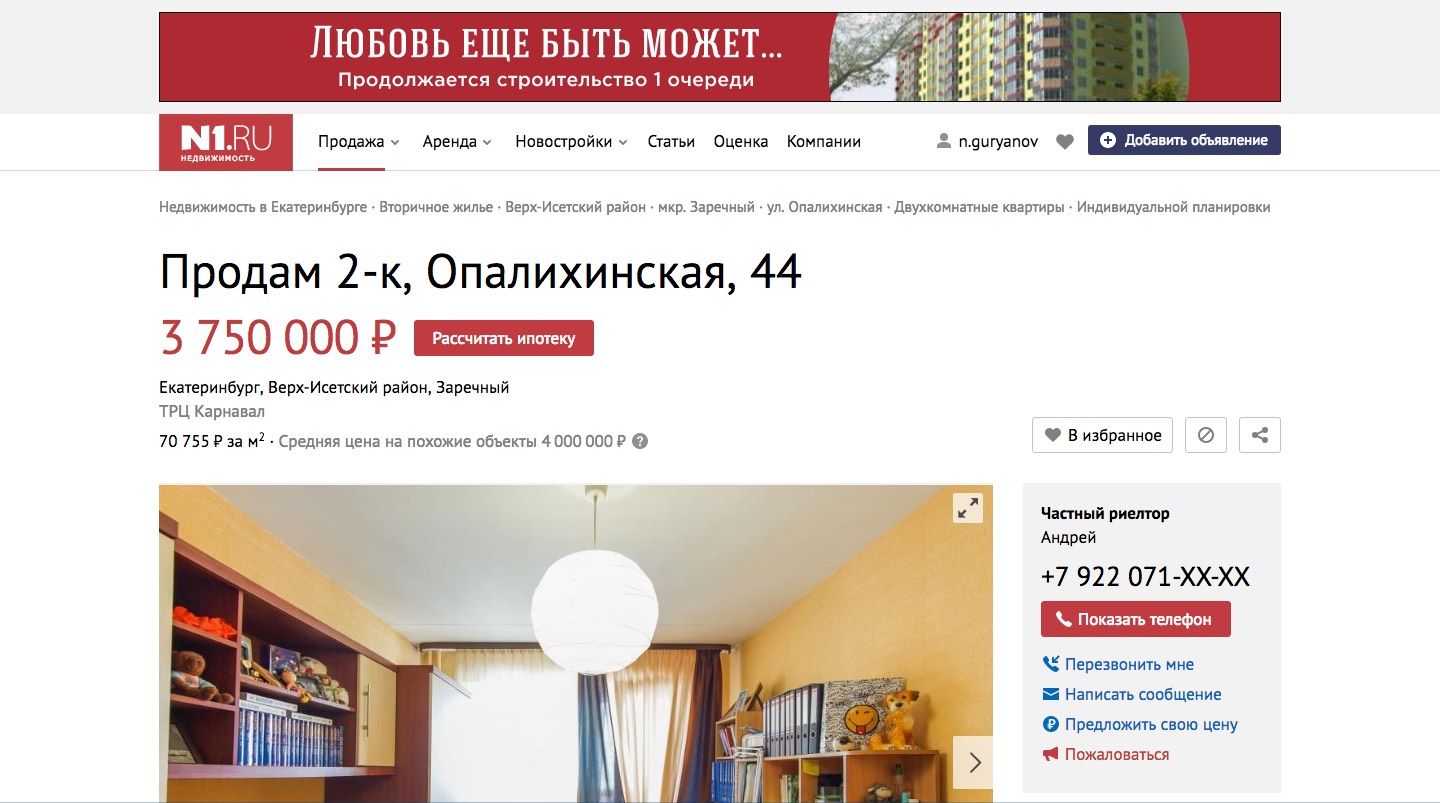 Любовь еще быть может...
Продолжается строительство 1 очереди
N1.RU
НЕДВИЖИМОСТЬ
Продажа
Аренда
Новостройки
Статьи
Оценка
Компании
n.guryanov
Добавить объявление
Недвижимость в Екатеринбурге · Вторичное жилье · Верх-Исетский район · мкр. Заречный · ул. Опалихинская · Двухкомнатные квартиры · Индивидуальной планировки
Продам 2-к, Опалихинская, 44
3 750 000 ₽
Рассчитать ипотеку
Екатеринбург, Верх-Исетский район, Заречный
ТРЦ Карнавал
70 755 ₽ за м² · Средняя цена на похожие объекты 4 000 000 ₽ ?
В избранное
Частный риелтор
Андрей
+7 922 071-XX-XX
Показать телефон
Перезвонить мне
Написать сообщение
Предложить свою цену
Пожаловаться